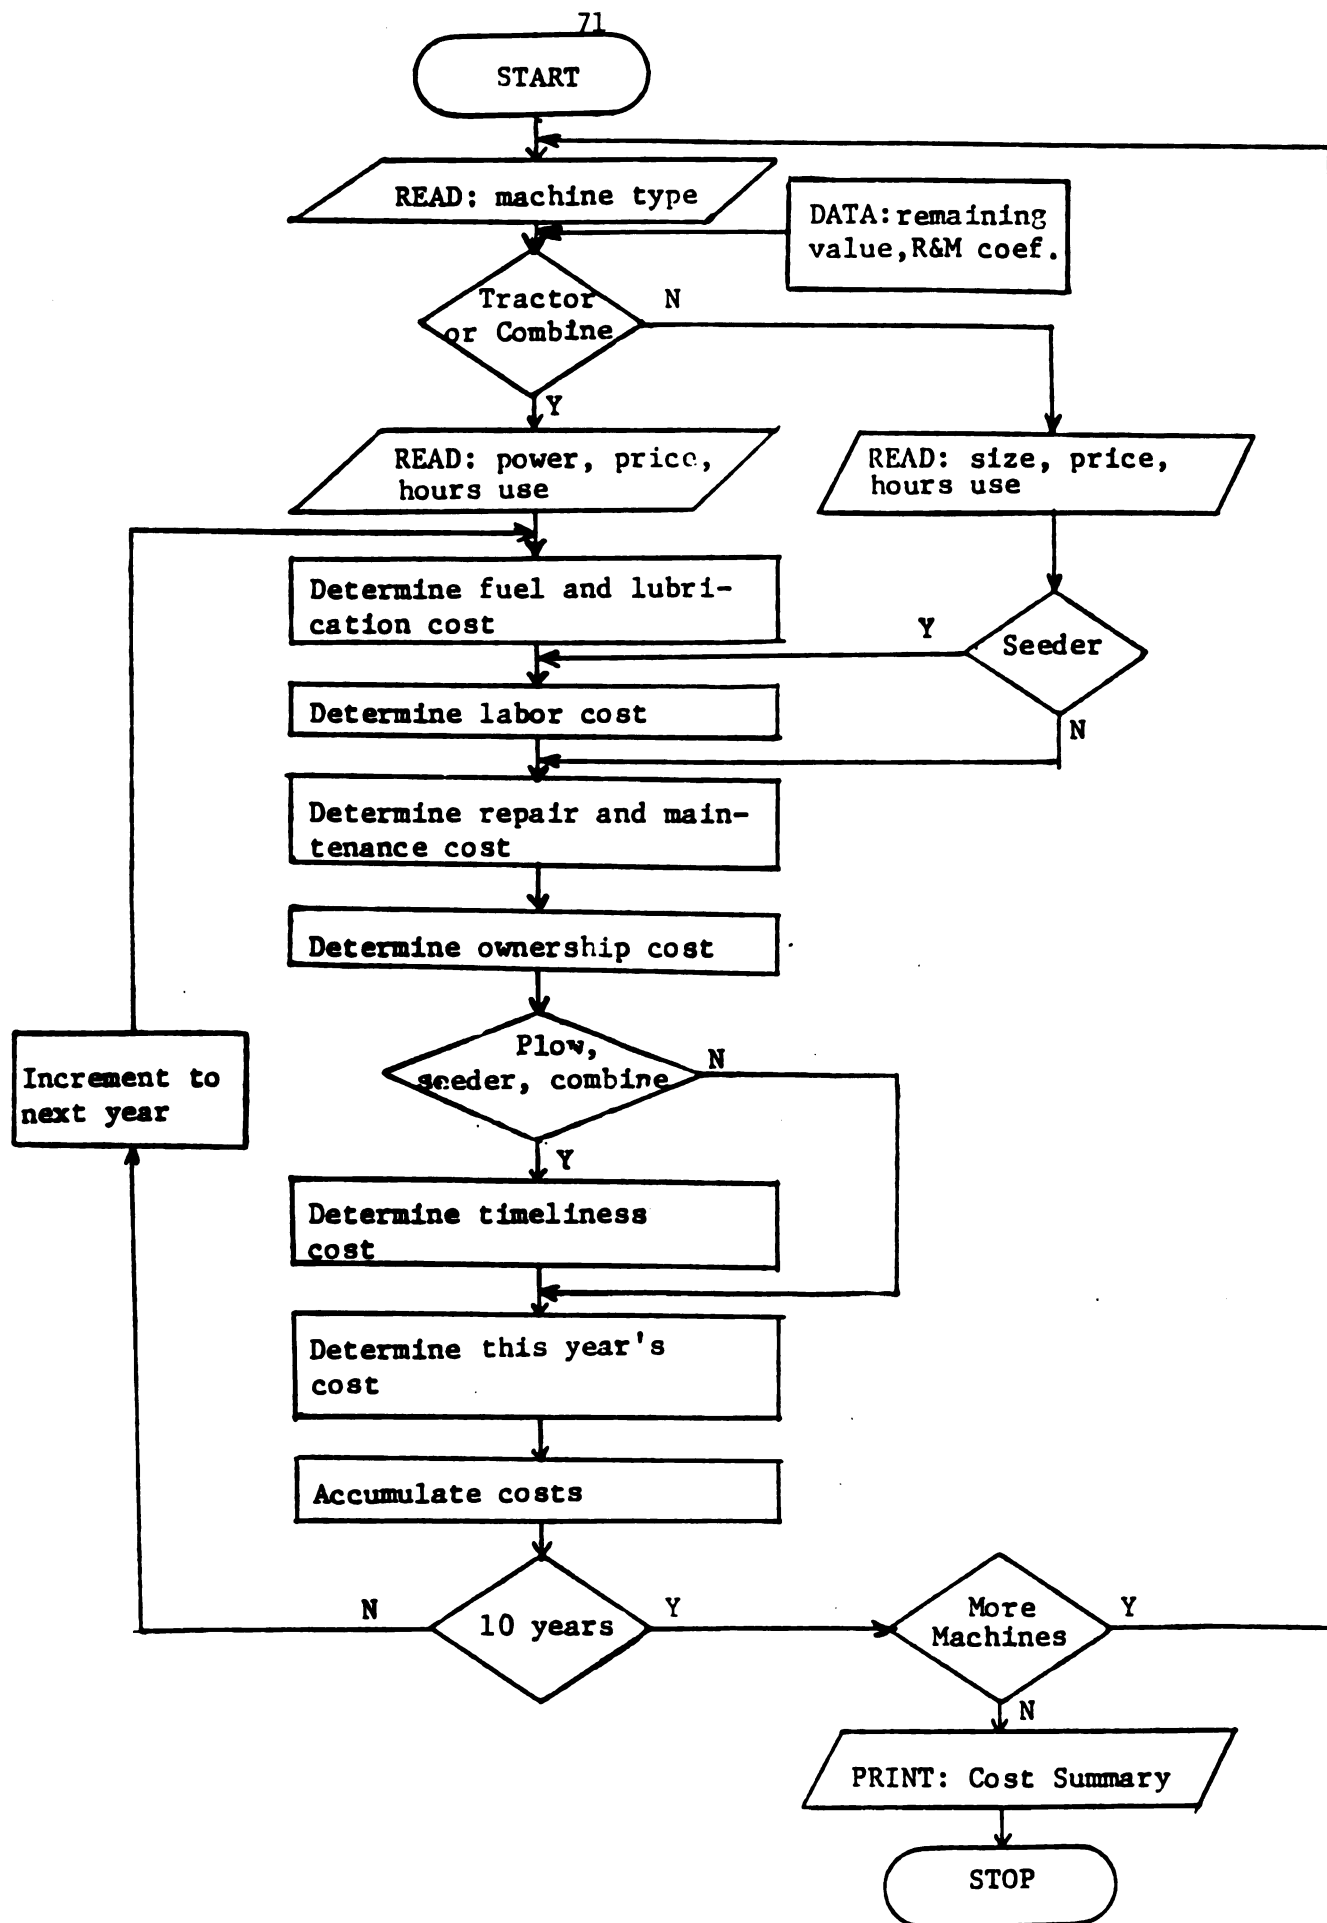 71
START
READ: machine type
DATA:remaining
value,R&M coef.
Tractor
or Combine
N
Y
READ: power, price,
hours use
READ: size, price,
hours use
Determine fuel and lubri-
cation cost
Y
Seeder
Determine labor cost
N
Determine repair and main-
tenance cost
Determine ownership cost
Plow,
seeder, combine
N
Increment to
next year
Y
Determine timeliness
cost
Determine this year's
cost
Accumulate costs
N
10 years
Y
More
Machines
Y
N
PRINT: Cost Summary
STOP